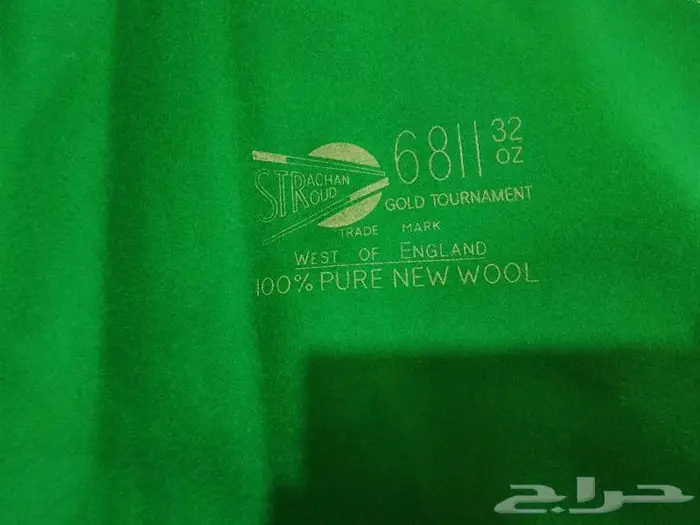 STRACHAN
STROUD
6811 32 OZ
GOLD TOURNAMENT
TRADE MARK
WEST OF ENGLAND
100% PURE NEW WOOL
حراج